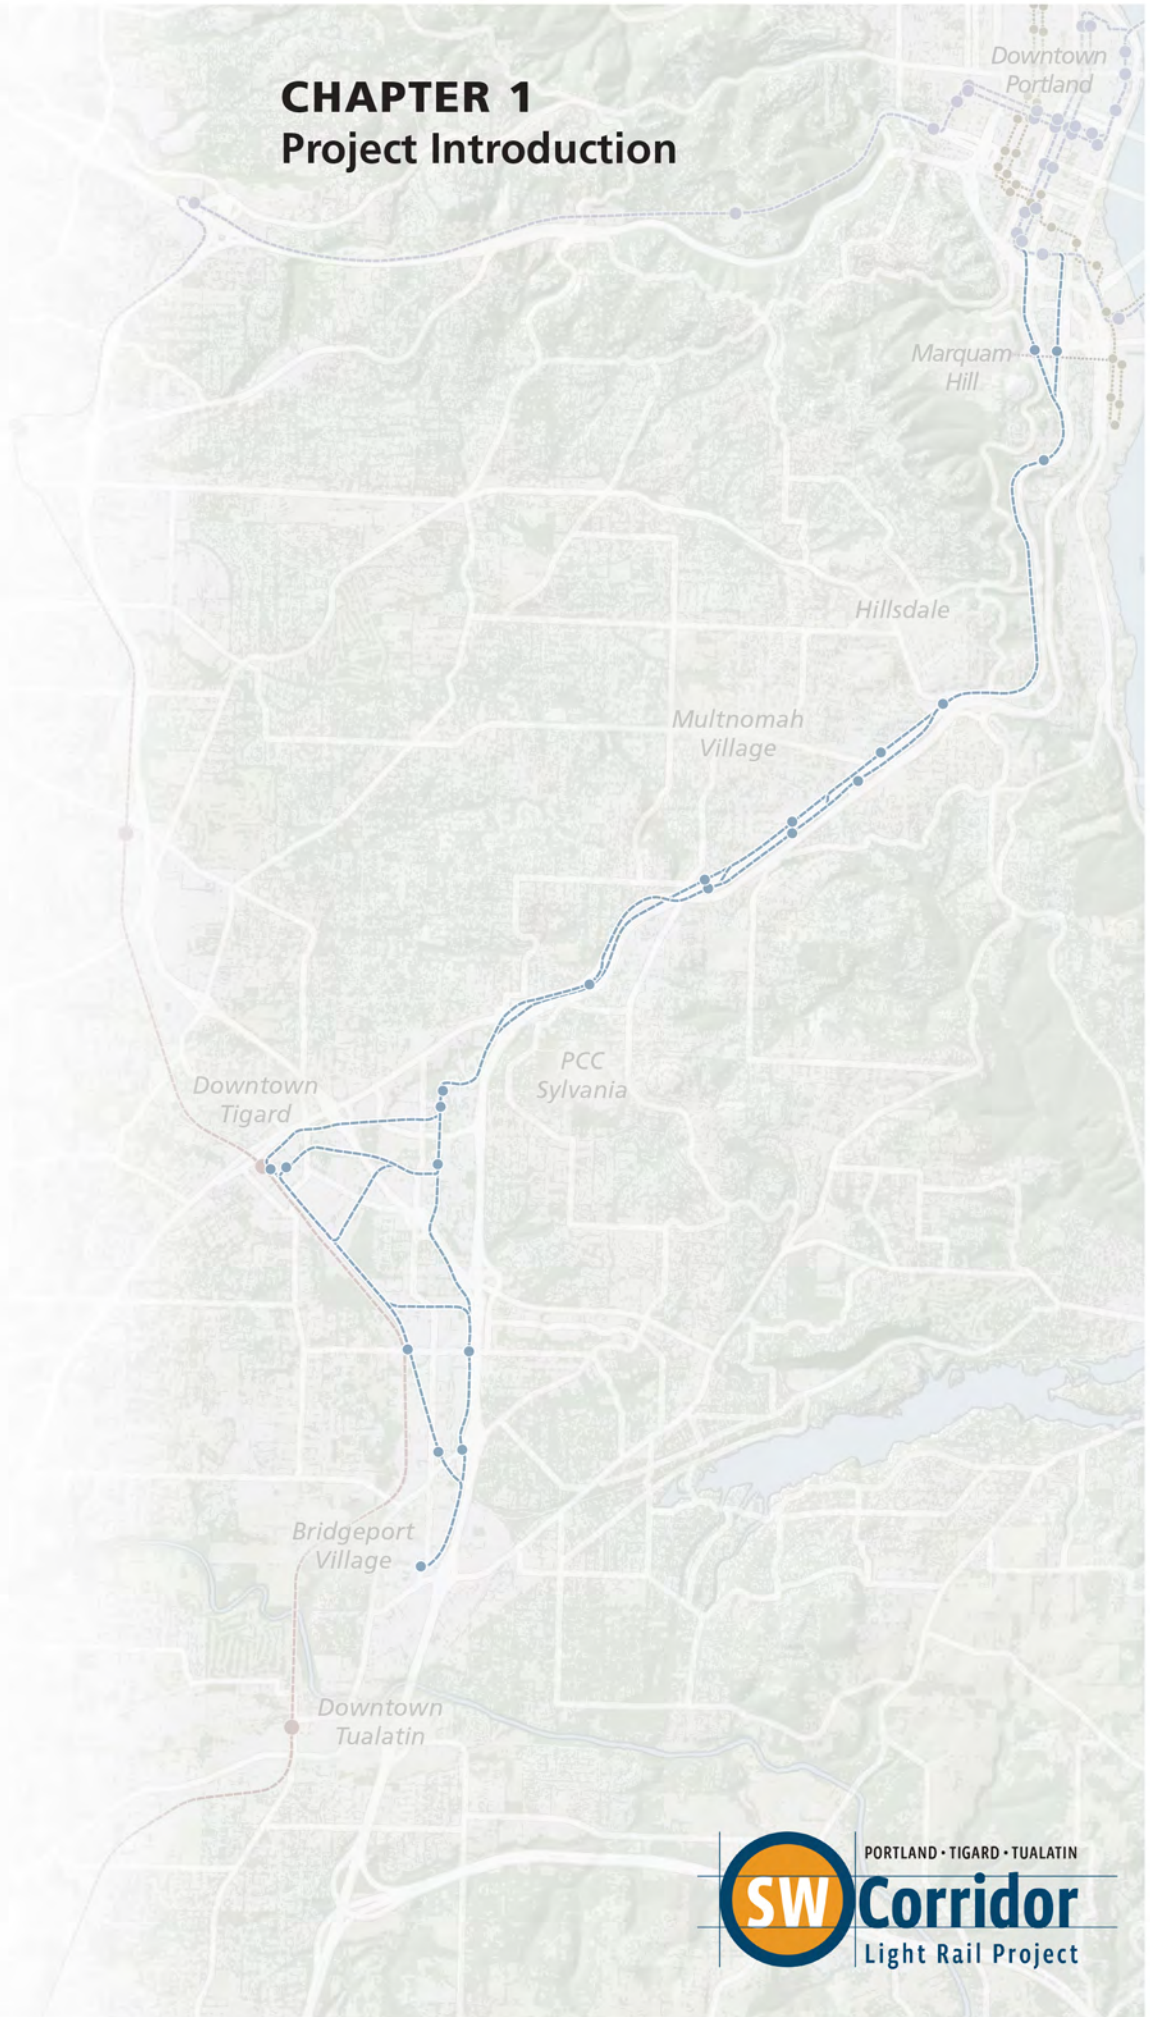 CHAPTER 1
Project Introduction
Downtown
Portland
Marquam
Hill
Hillsdale
Multnomah
Village
PCC
Sylvania
Downtown
Tigard
Bridgeport
Village
Downtown
Tualatin
PORTLAND • TIGARD • TUALATIN
SW Corridor
Light Rail Project